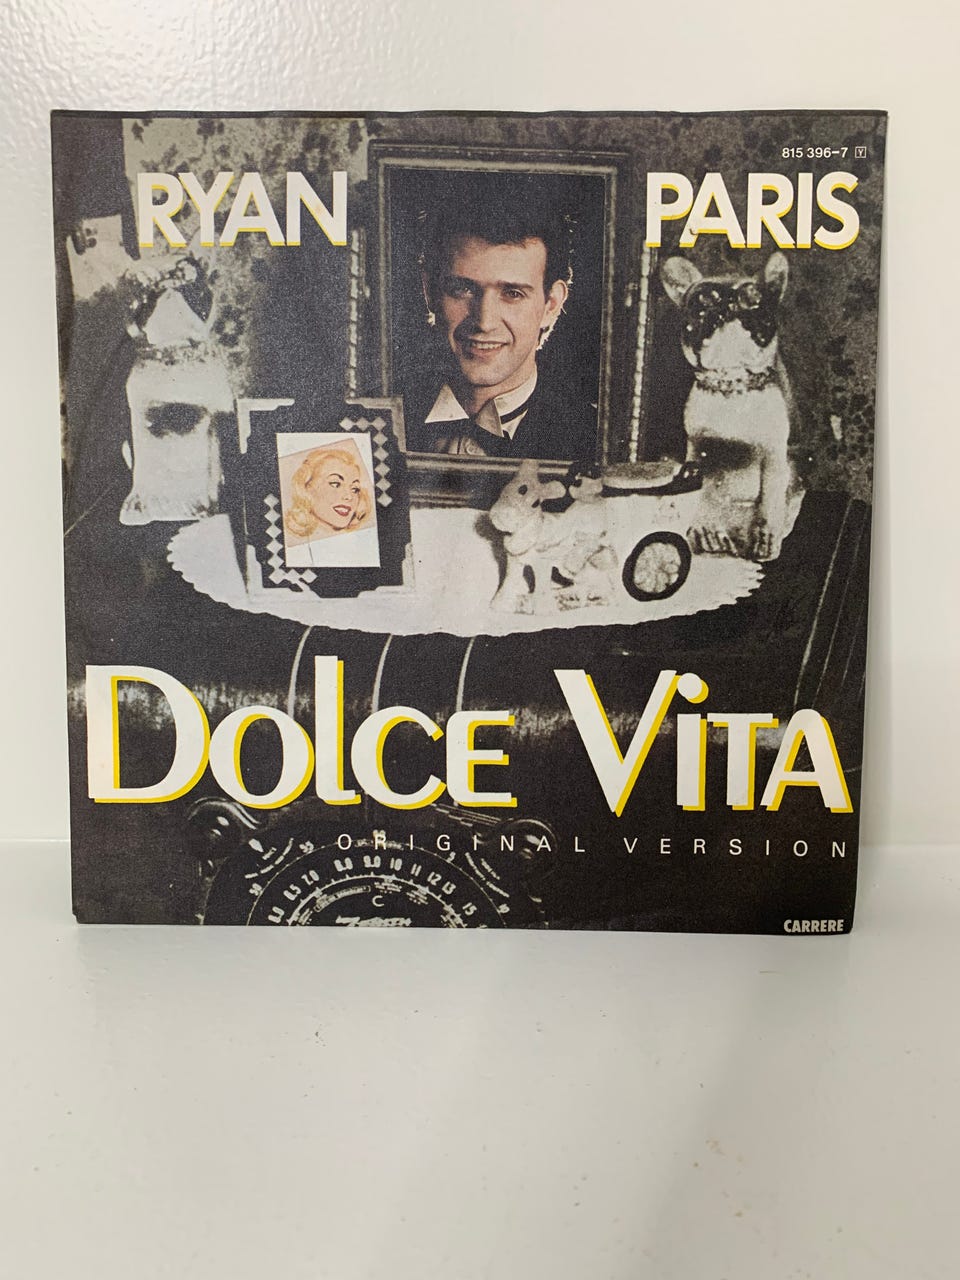 815 396-7 Y
RYAN PARIS
DOLCE VITA
ORIGINAL VERSION
CARRERE